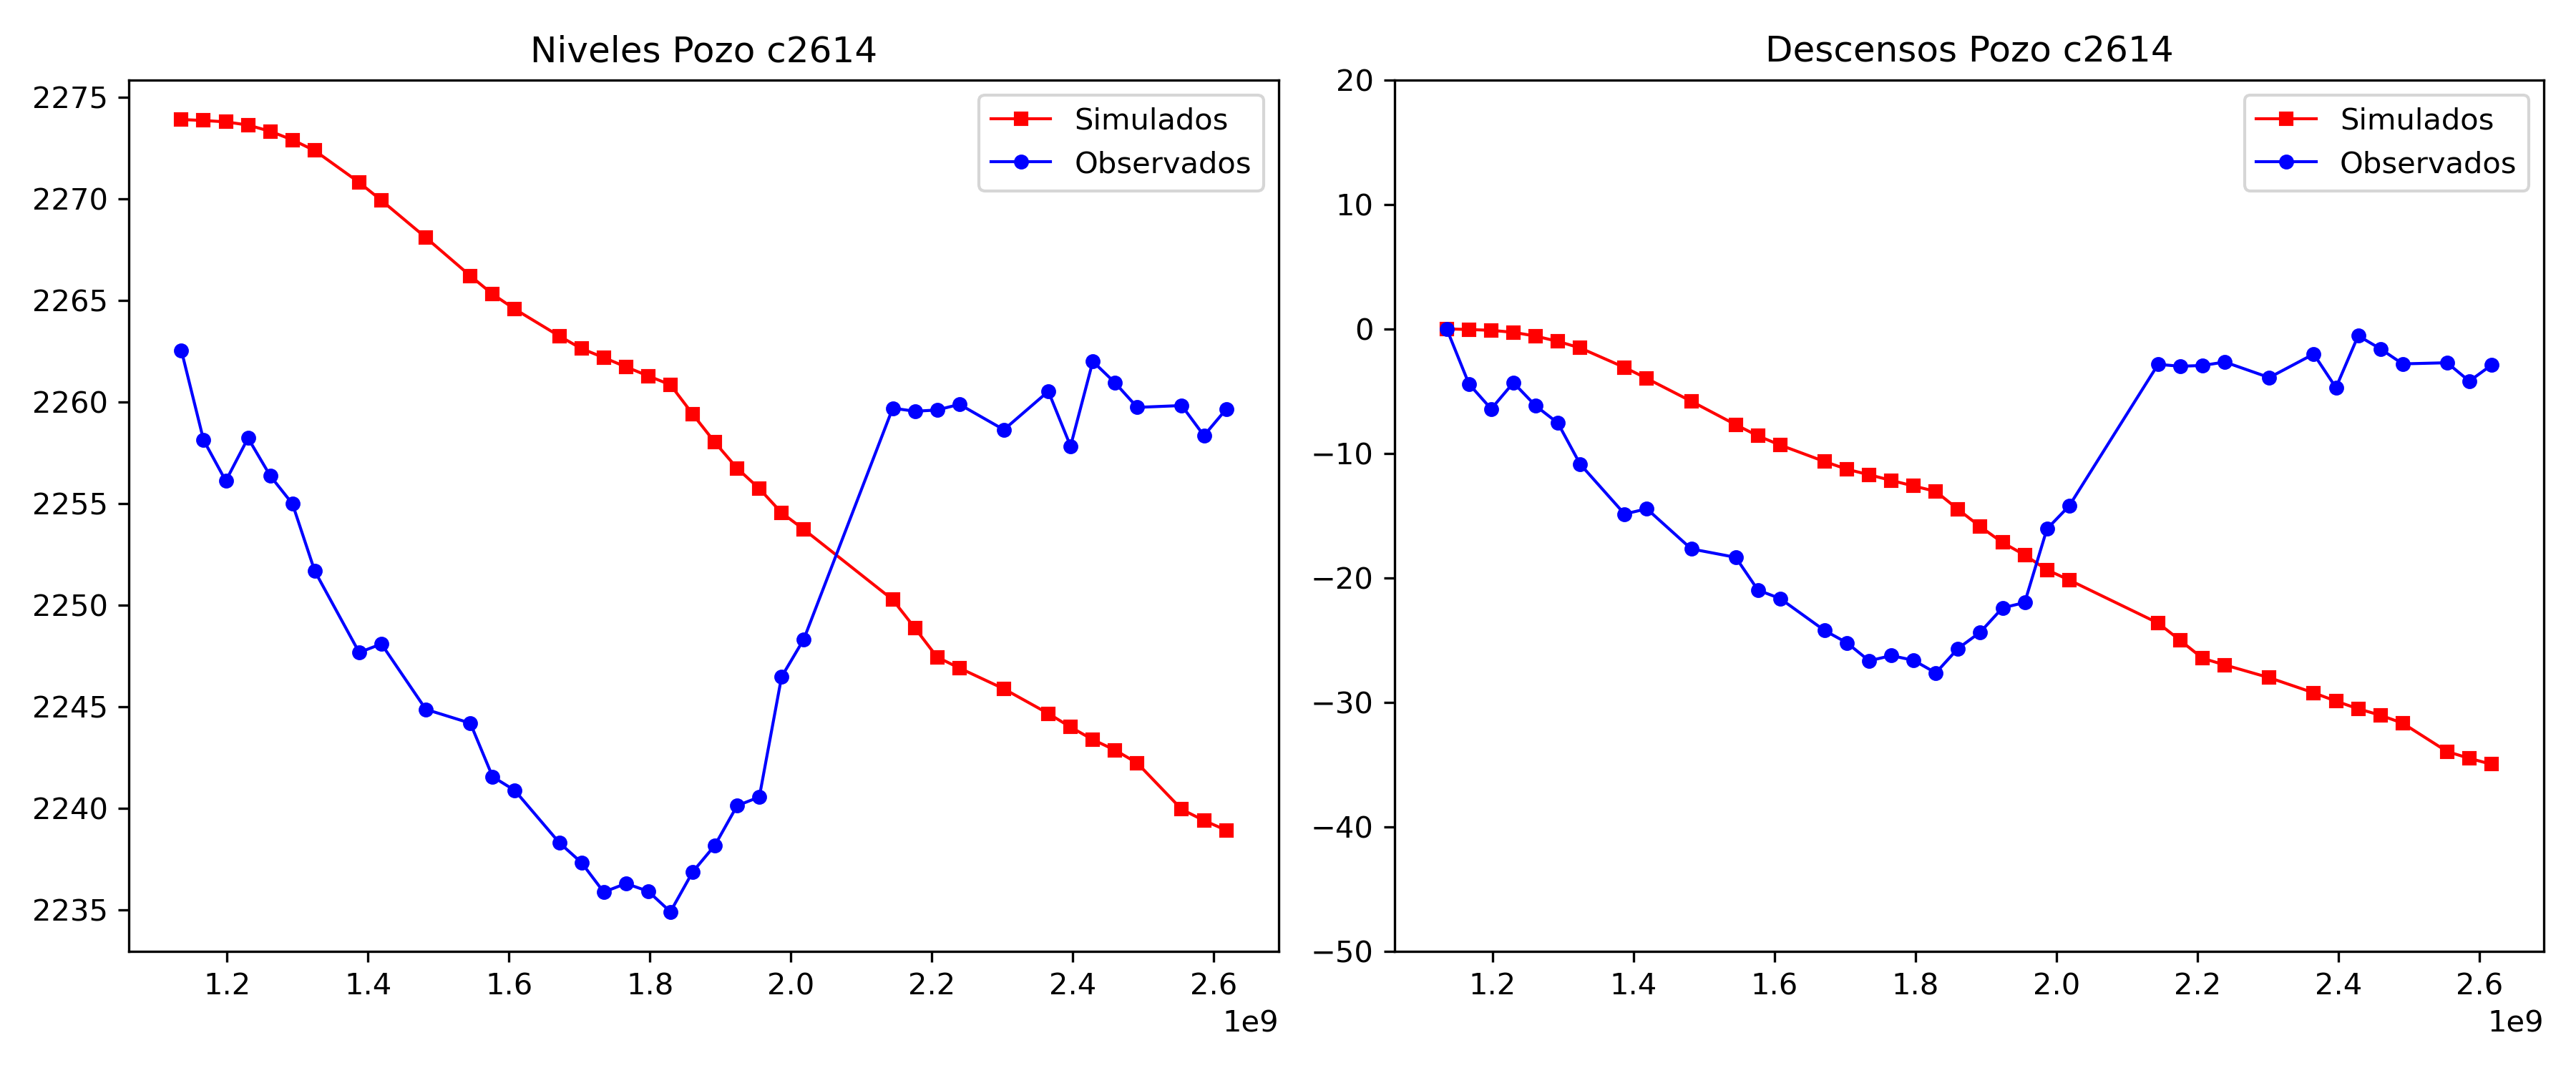 Niveles Pozo c2614
2275
2270
2265
2260
2255
2250
2245
2240
2235
1.2 1.4 1.6 1.8 2.0 2.2 2.4 2.6
1e9
Simulados
Observados
Descensos Pozo c2614
20
10
0
−10
−20
−30
−40
−50
1.2 1.4 1.6 1.8 2.0 2.2 2.4 2.6
1e9
Simulados
Observados